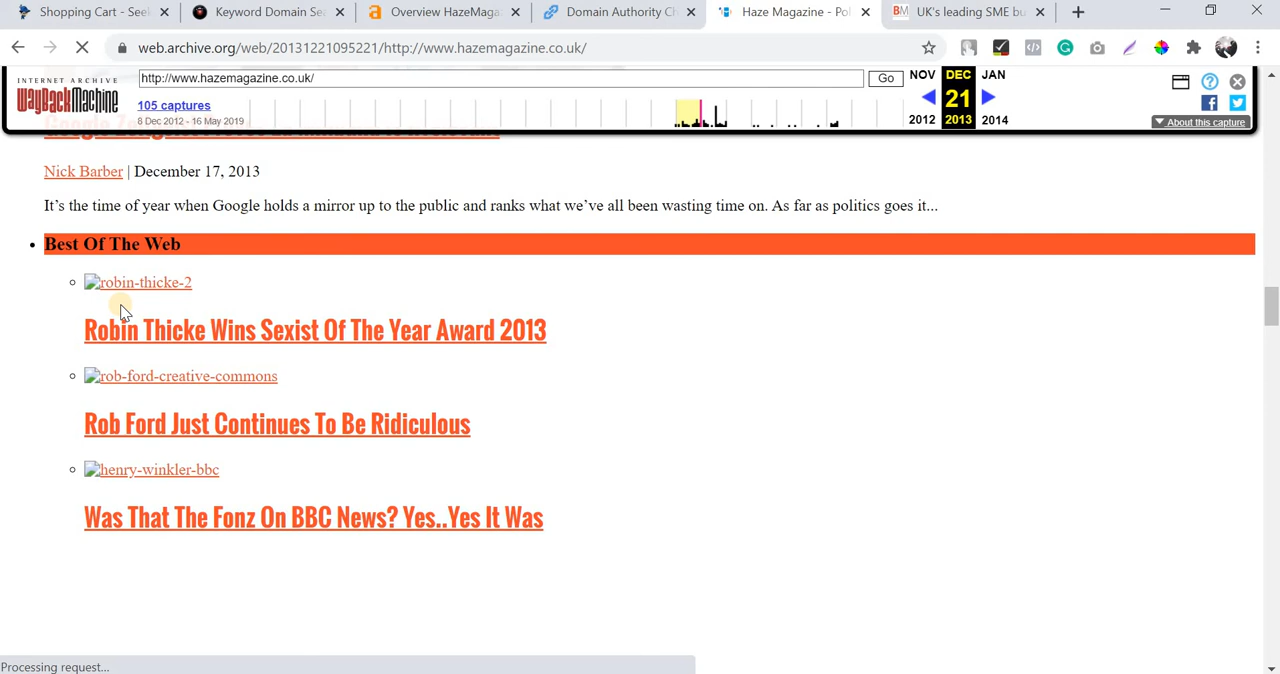 Shopping Cart - Seek
Keyword Domain Sea
Overview HazeMaga
Domain Authority Ch
Haze Magazine - Pol
UK's leading SME bu
web.archive.org/web/20131221095221/http://www.hazemagazine.co.uk/
INTERNET ARCHIVE
WayBackMachine
http://www.hazemagazine.co.uk/
Go
NOV DEC JAN
105 captures
21
8 Dec 2012 - 16 May 2019
2012 2013 2014
About this capture
Nick Barber | December 17, 2013
It's the time of year when Google holds a mirror up to the public and ranks what we've all been wasting time on. As far as politics goes it...
Best Of The Web
robin-thicke-2
Robin Thicke Wins Sexist Of The Year Award 2013
rob-ford-creative-commons
Rob Ford Just Continues To Be Ridiculous
henry-winkler-bbc
Was That The Fonz On BBC News? Yes..Yes It Was
Processing request...